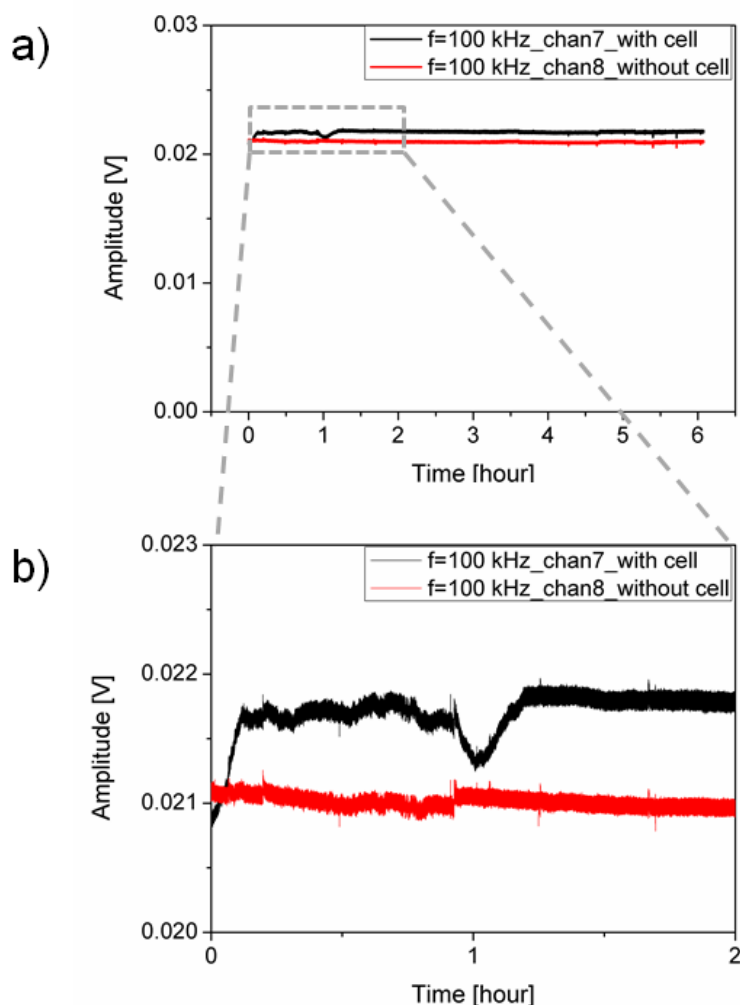 a)
0.03
0.02
0.01
0.00
Amplitude [V]
f=100 kHz_chan7_with cell
f=100 kHz_chan8_without cell
0 1 2 3 4 5 6
Time [hour]
b)
0.023
0.022
0.021
0.020
Amplitude [V]
f=100 kHz_chan7_with cell
f=100 kHz_chan8_without cell
0 1 2
Time [hour]